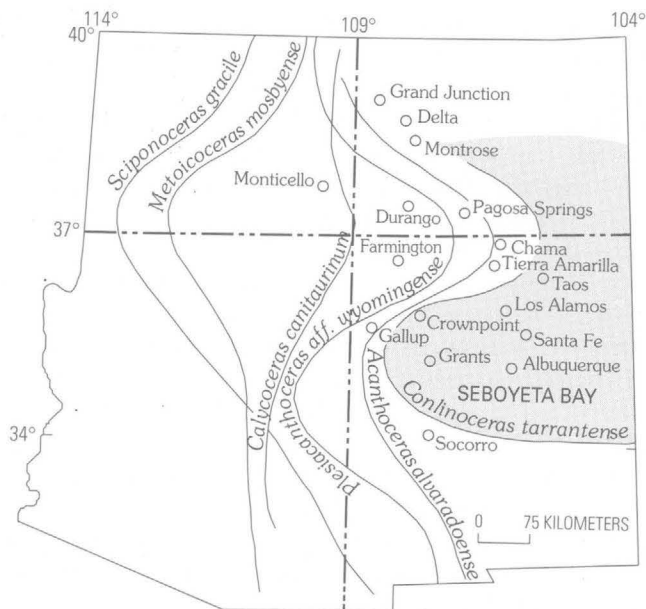 114°
109°
104°
40°
Grand Junction
Delta
Montrose
Sciponoceras gracile
Metoicoceras mosbyense
Monticello
Durango
Pagosa Springs
37°
Farmington
Chama
Tierra Amarilla
Taos
Los Alamos
Crownpoint
Gallup
Santa Fe
Grants
Albuquerque
SEBOYETA BAY
Conlinoceras tarrantense
Calycoceras canitaurinum
Plesiacanthoceras aff. wyomingense
Acanthoceras alvaradoense
34°
Socorro
0 75 KILOMETERS